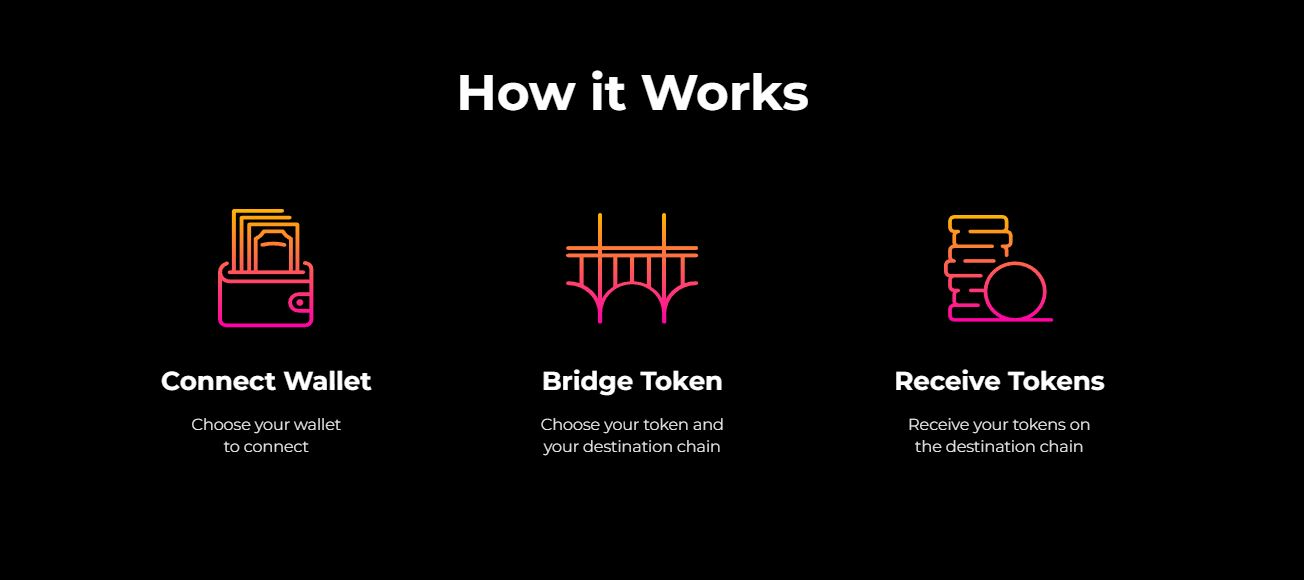 How it Works
Connect Wallet
Choose your wallet
to connect
Bridge Token
Choose your token and
your destination chain
Receive Tokens
Receive your tokens on
the destination chain